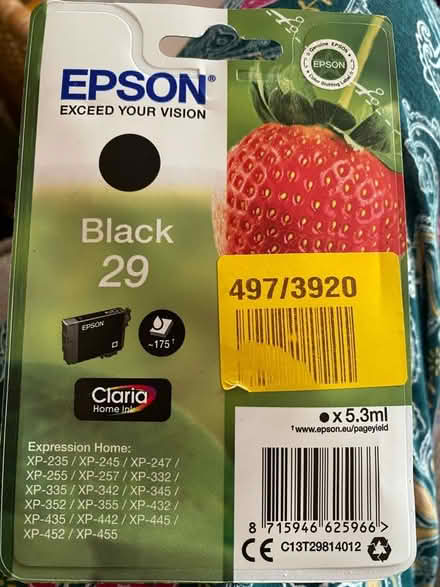 EPSON®
EXCEED YOUR VISION
Genuine EPSON
EPSON
Black
29
497/3920
EPSON
~175†
Claria
Home Ink
● x 5.3ml
† www.epson.eu/pageyield
Expression Home:
XP-235 / XP-245 / XP-247 /
XP-255 / XP-257 / XP-332 /
XP-335 / XP-342 / XP-345 /
XP-352 / XP-355 / XP-432 /
XP-435 / XP-442 / XP-445 /
XP-452 / XP-455
8 715946 625966 >
CE C13T29814012